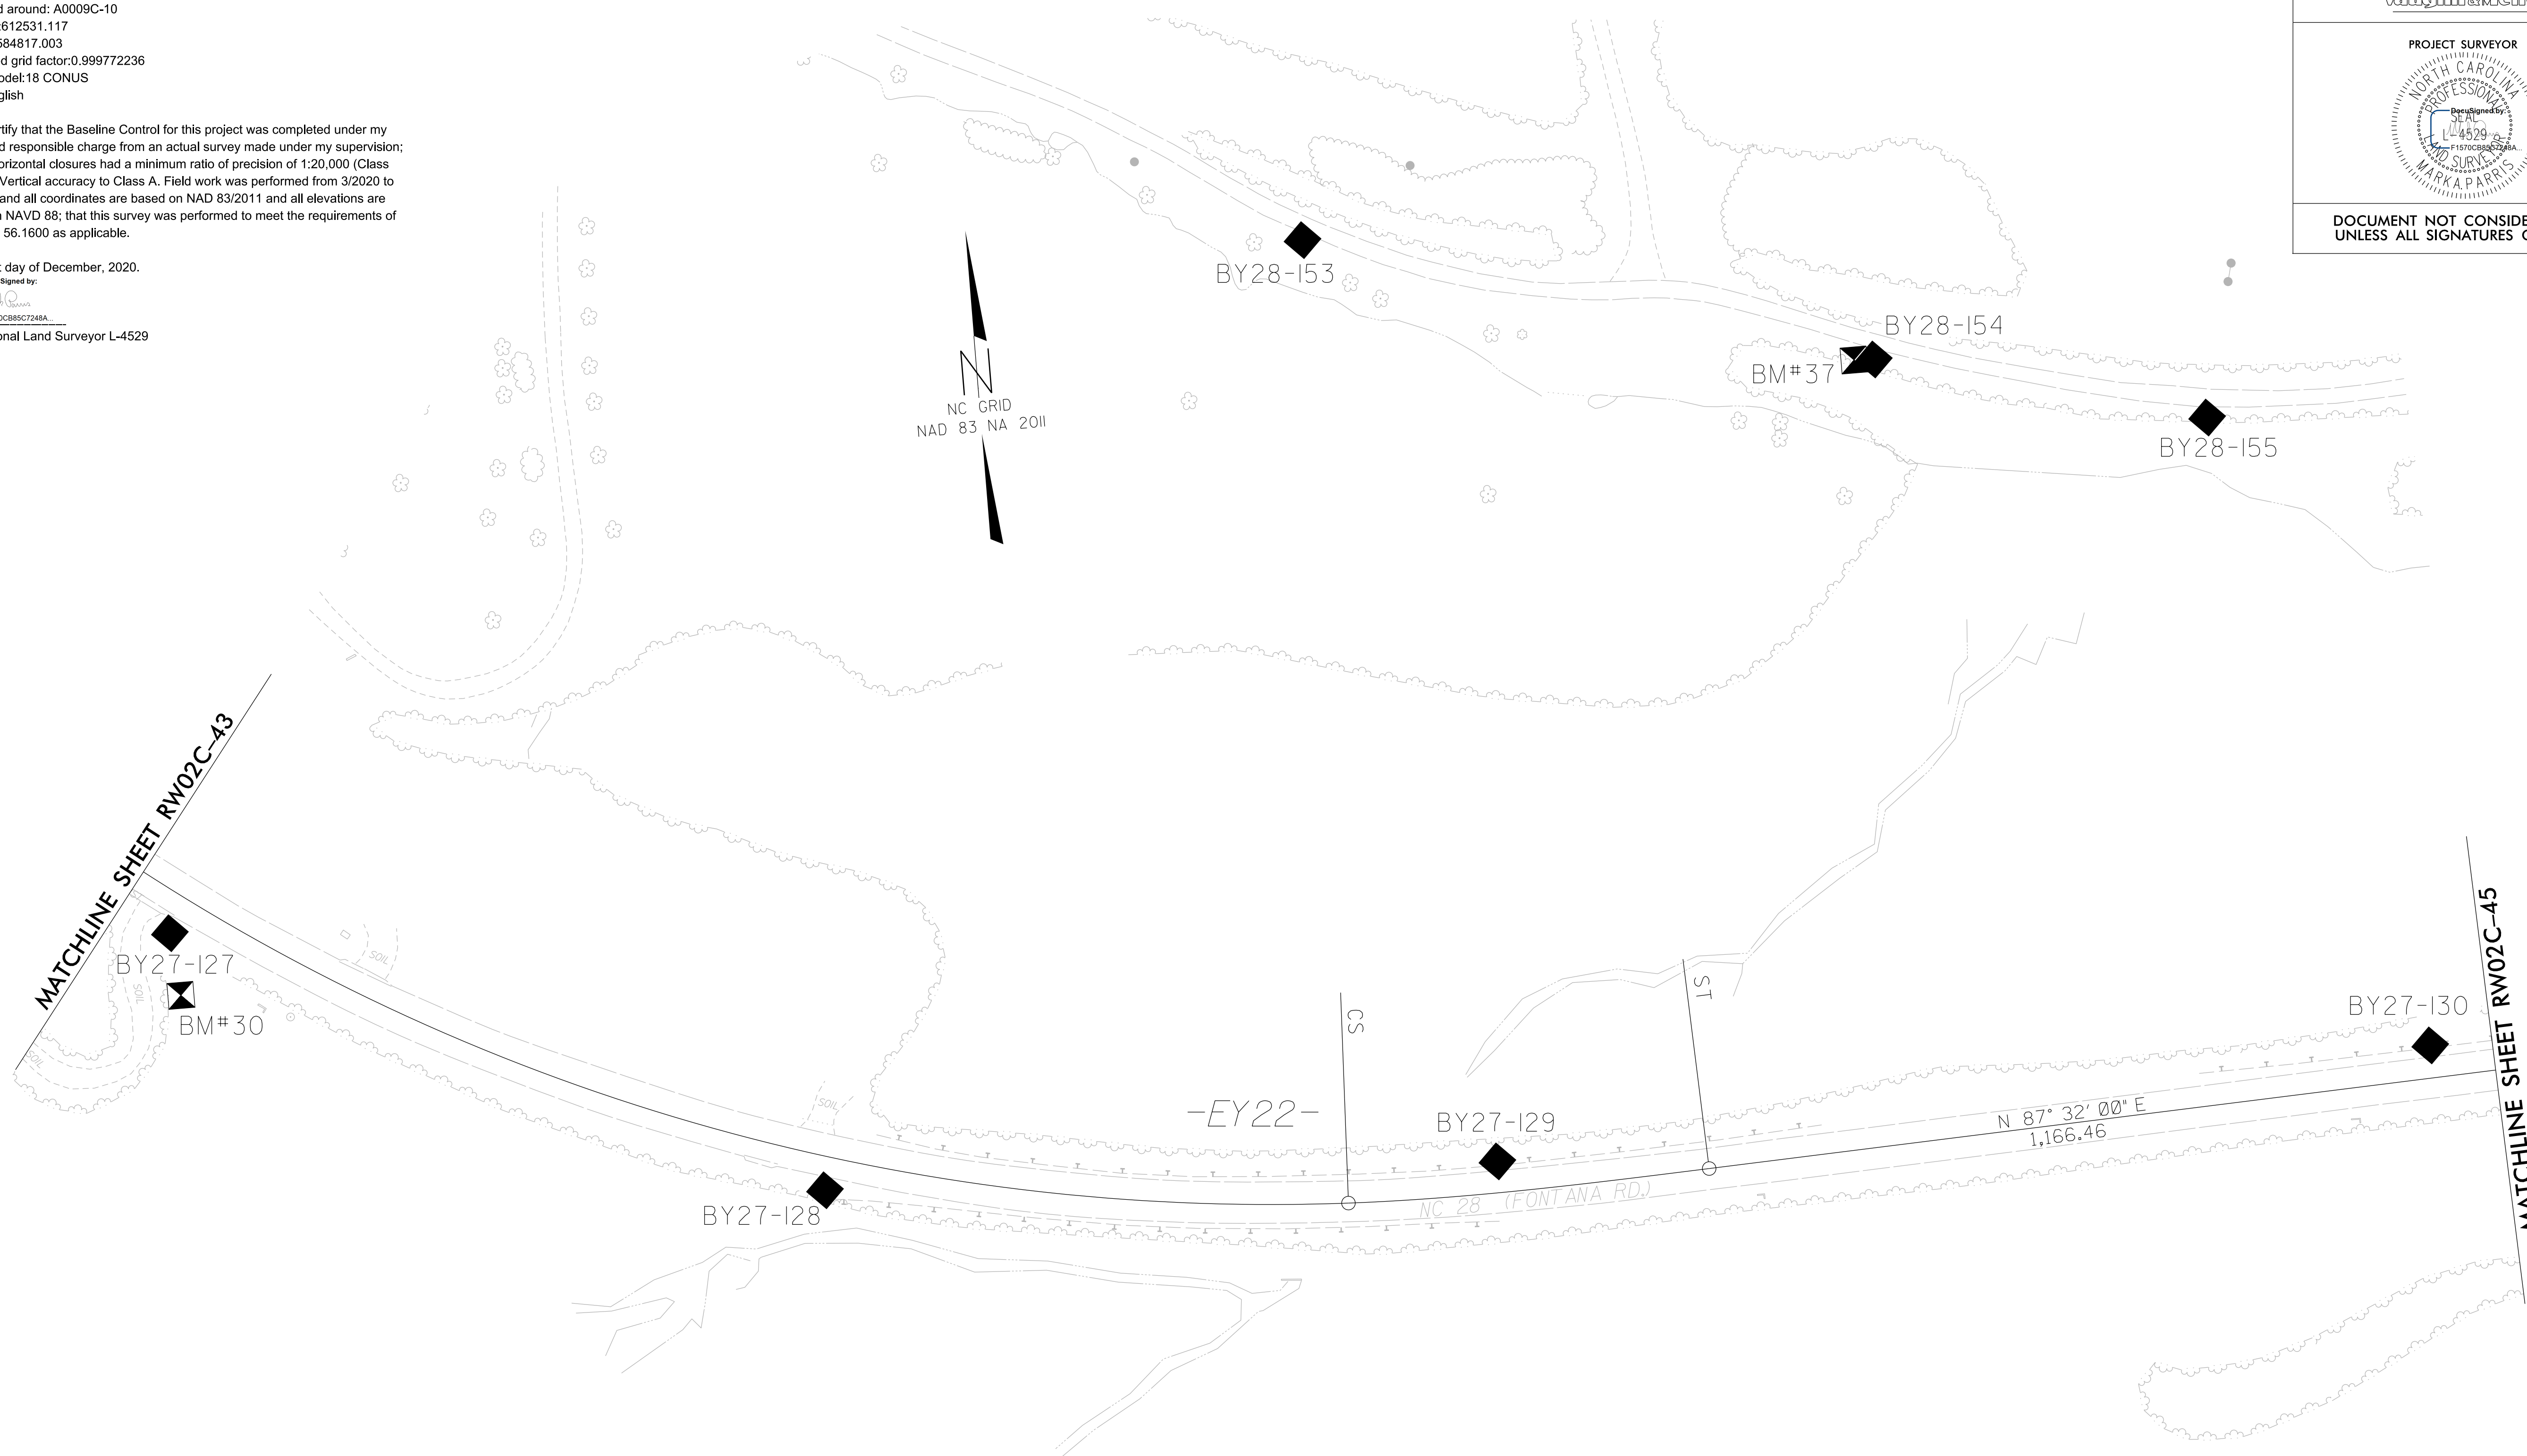 d around: A0009C-10
:612531.117
584817.003
d grid factor:0.999772236
odel:18 CONUS
glish
rtify that the Baseline Control for this project was completed under my
d responsible charge from an actual survey made under my supervision;
orizontal closures had a minimum ratio of precision of 1:20,000 (Class
Vertical accuracy to Class A. Field work was performed from 3/2020 to
and all coordinates are based on NAD 83/2011 and all elevations are
n NAVD 88; that this survey was performed to meet the requirements of
56.1600 as applicable.
t day of December, 2020.
Signed by:
0CB85C7248A...
onal Land Surveyor L-4529
PROJECT SURVEYOR
NORTH CAROLINA
PROFESSIONAL
DocuSigned by:
SEAL
L-4529
F1570CB85C7248A...
LAND SURVEYOR
MARK A. PARRIS
DOCUMENT NOT CONSIDE
UNLESS ALL SIGNATURES C
BY28-153
BY28-154
BM#37
BY28-155
N
NC GRID
NAD 83 NA 2011
MATCHLINE SHEET RW02C-43
BY27-127
BM#30
SOIL
SOIL
SOIL
SOIL
BY27-128
-EY22-
CS
BY27-129
ST
NC 28 (FONTANA RD.)
N 87° 32' 00" E
1,166.46
BY27-130
MATCHLINE SHEET RW02C-45
MATCHLINE